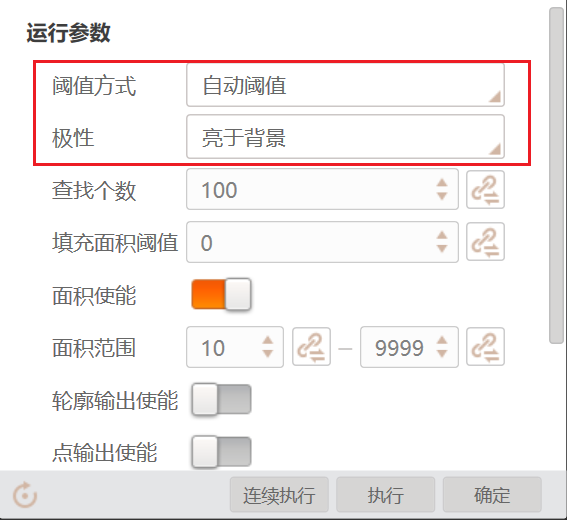 运行参数
阈值方式 自动阈值
极性 亮于背景
查找个数 100
填充面积阈值 0
面积使能
面积范围 10 – 9999
轮廓输出使能
点输出使能
连续执行 执行 确定